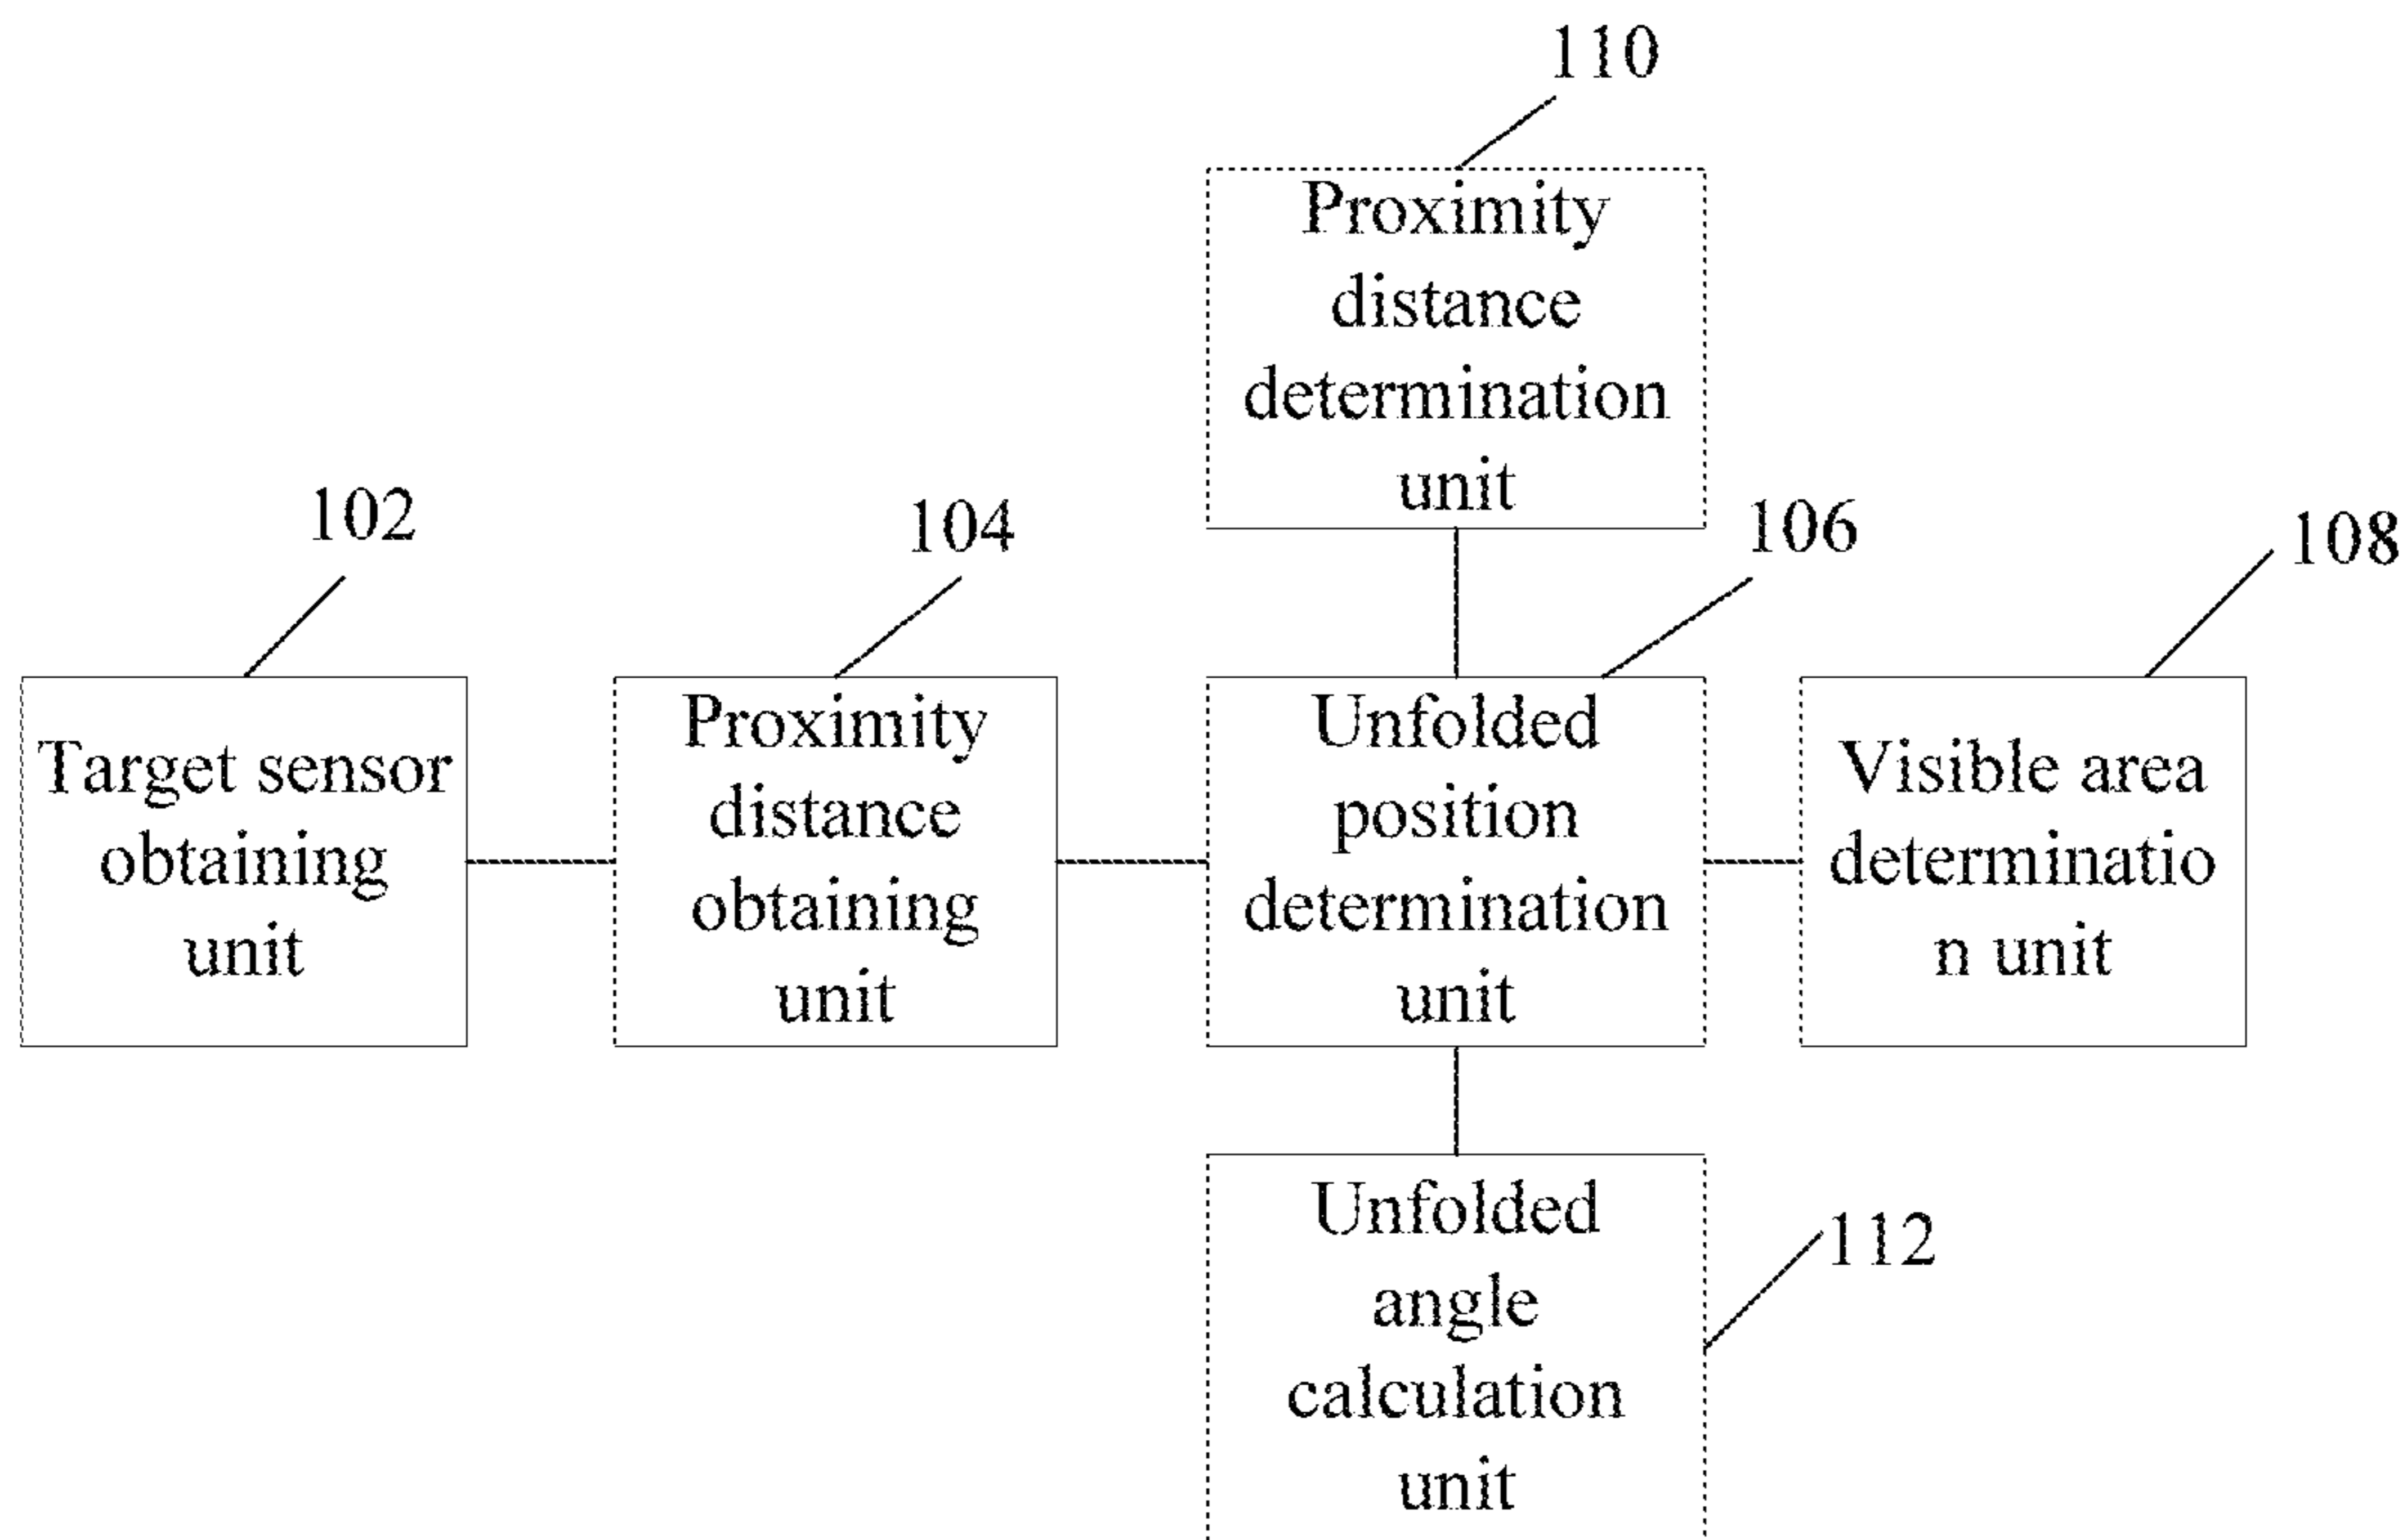 110
Proximity
distance
determination
unit
102
104
106
108
Target sensor
obtaining
unit
Proximity
distance
obtaining
unit
Unfolded
position
determination
unit
Visible area
determinatio
n unit
Unfolded
angle
calculation
unit
112